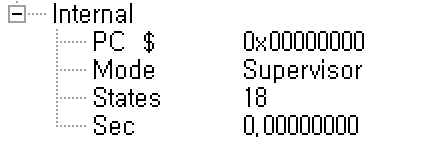 Internal
PC $ 0x00000000
Mode Supervisor
States 18
Sec 0,00000000